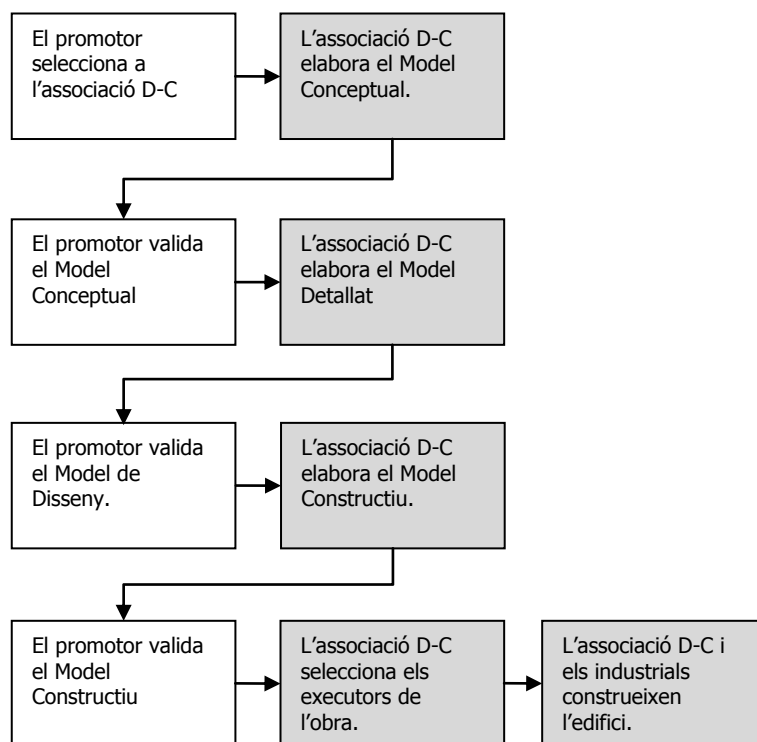 El promotor
selecciona a
l’associació D-C
L’associació D-C
elabora el Model
Conceptual.
El promotor valida
el Model
Conceptual
L’associació D-C
elabora el Model
Detallat
El promotor valida
el Model de
Disseny.
L’associació D-C
elabora el Model
Constructiu.
El promotor valida
el Model
Constructiu
L’associació D-C
selecciona els
executors de
l’obra.
L’associació D-C i
els industrials
construeixen
l’edifici.